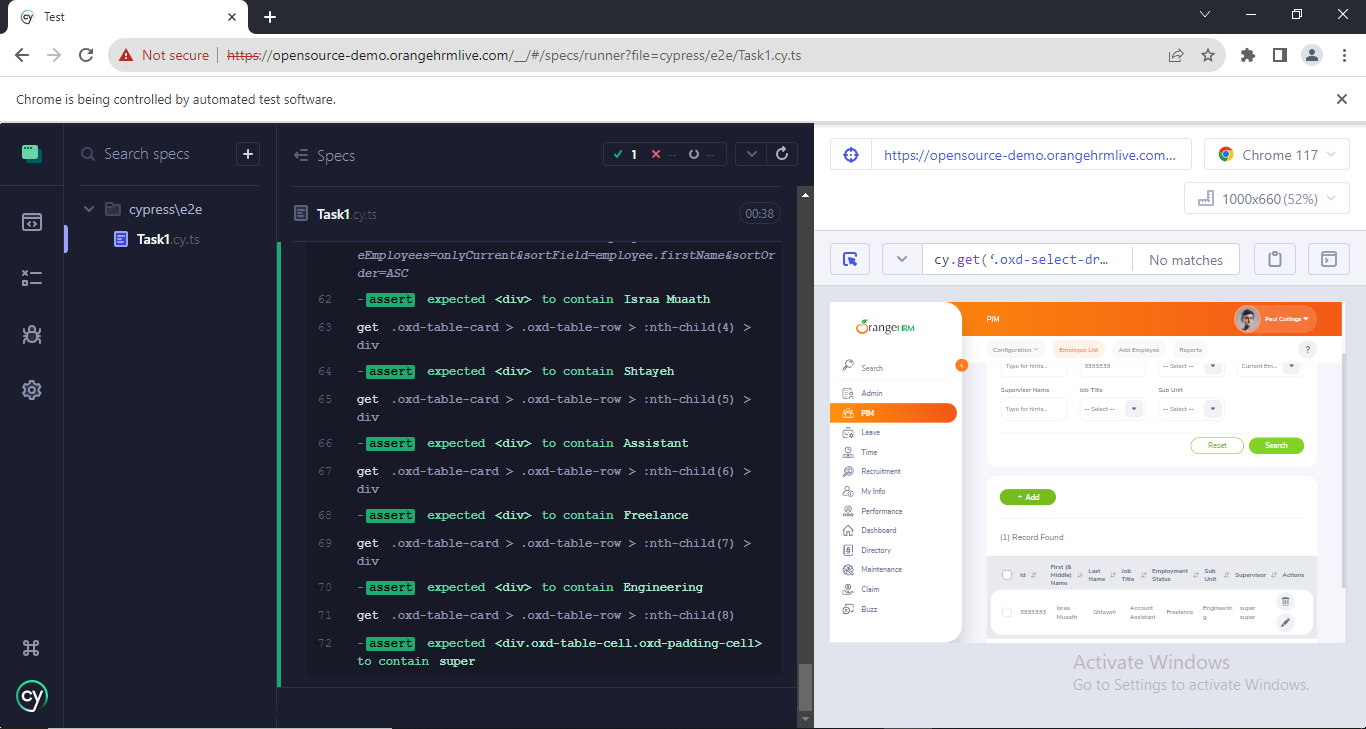 Test
Not secure
https://opensource-demo.orangehrmlive.com/__/#/specs/runner?file=cypress/e2e/Task1.cy.ts
Chrome is being controlled by automated test software.
Search specs
cypress\e2e
Task1.cy.ts
Specs
1 -- --
Task1.cy.ts
00:38
eEmployees=onlyCurrent&sortField=employee.firstName&sortOr
der=ASC
62 -assert expected <div> to contain Israa Muaath
63 get .oxd-table-card > .oxd-table-row > :nth-child(4) >
div
64 -assert expected <div> to contain Shtayeh
65 get .oxd-table-card > .oxd-table-row > :nth-child(5) >
div
66 -assert expected <div> to contain Assistant
67 get .oxd-table-card > .oxd-table-row > :nth-child(6) >
div
68 -assert expected <div> to contain Freelance
69 get .oxd-table-card > .oxd-table-row > :nth-child(7) >
div
70 -assert expected <div> to contain Engineering
71 get .oxd-table-card > .oxd-table-row > :nth-child(8)
72 -assert expected <div.oxd-table-cell.oxd-padding-cell>
to contain super
cy
https://opensource-demo.orangehrmlive.com...
Chrome 117
1000x660 (52%)
cy.get('.oxd-select-dr…
No matches
OrangeHRM
Search
Admin
PIM
Leave
Time
Recruitment
My Info
Performance
Dashboard
Directory
Maintenance
Claim
Buzz
PIM
Paul Collings
Configuration
Employee List
Add Employee
Reports
?
Type for hints...
3333333
-- Select --
Current Em...
Supervisor Name
Job Title
Sub Unit
Type for hints...
-- Select --
-- Select --
Reset
Search
+ Add
(1) Record Found
Id
First (&
Middle)
Name
Last
Name
Job
Title
Employment
Status
Sub
Unit
Supervisor
Actions
3333333
Israa
Muaath
Shtayeh
Account
Assistant
Freelance
Engineerin
g
super
super
Activate Windows
Go to Settings to activate Windows.